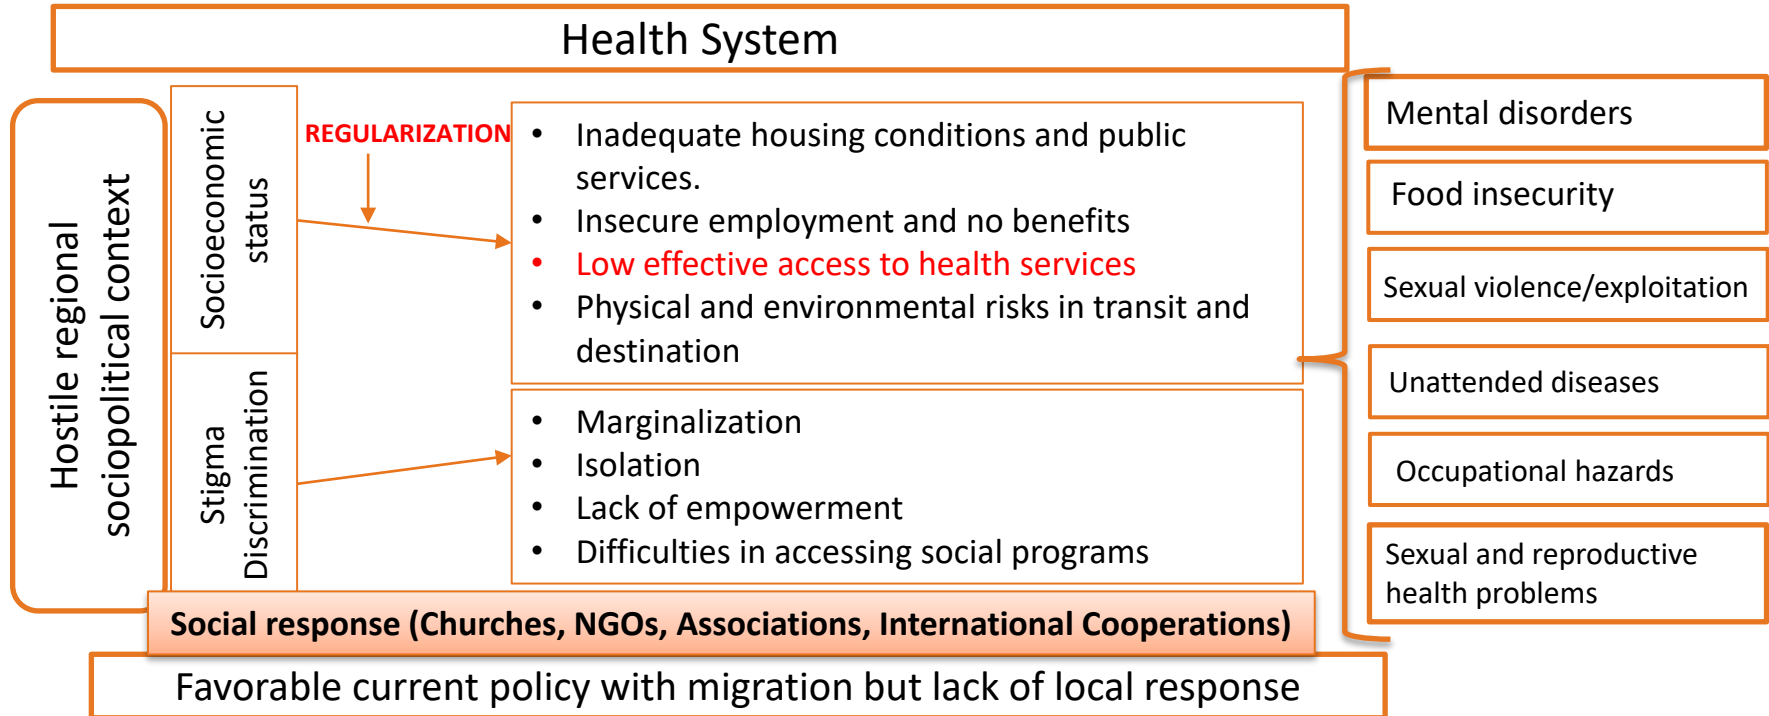 Health System
Hostile regional
sociopolitical context
Socioeconomic
status
Stigma
Discrimination
REGULARIZATION
• Inadequate housing conditions and public
services.
• Insecure employment and no benefits
• Low effective access to health services
• Physical and environmental risks in transit and
destination
• Marginalization
• Isolation
• Lack of empowerment
• Difficulties in accessing social programs
Mental disorders
Food insecurity
Sexual violence/exploitation
Unattended diseases
Occupational hazards
Sexual and reproductive
health problems
Social response (Churches, NGOs, Associations, International Cooperations)
Favorable current policy with migration but lack of local response